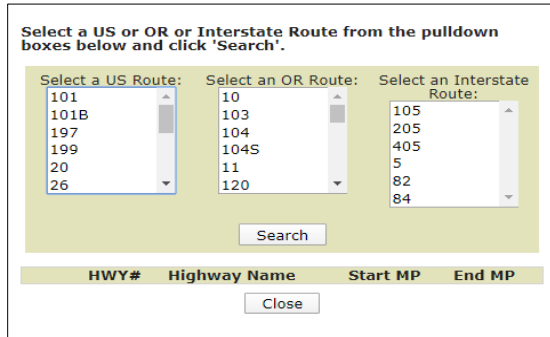 Select a US or OR or Interstate Route from the pulldown
boxes below and click 'Search'.
Select a US Route:
101
101B
197
199
20
26
Select an OR Route:
10
103
104
104S
11
120
Select an Interstate
Route:
105
205
405
5
82
84
Search
HWY# Highway Name Start MP End MP
Close